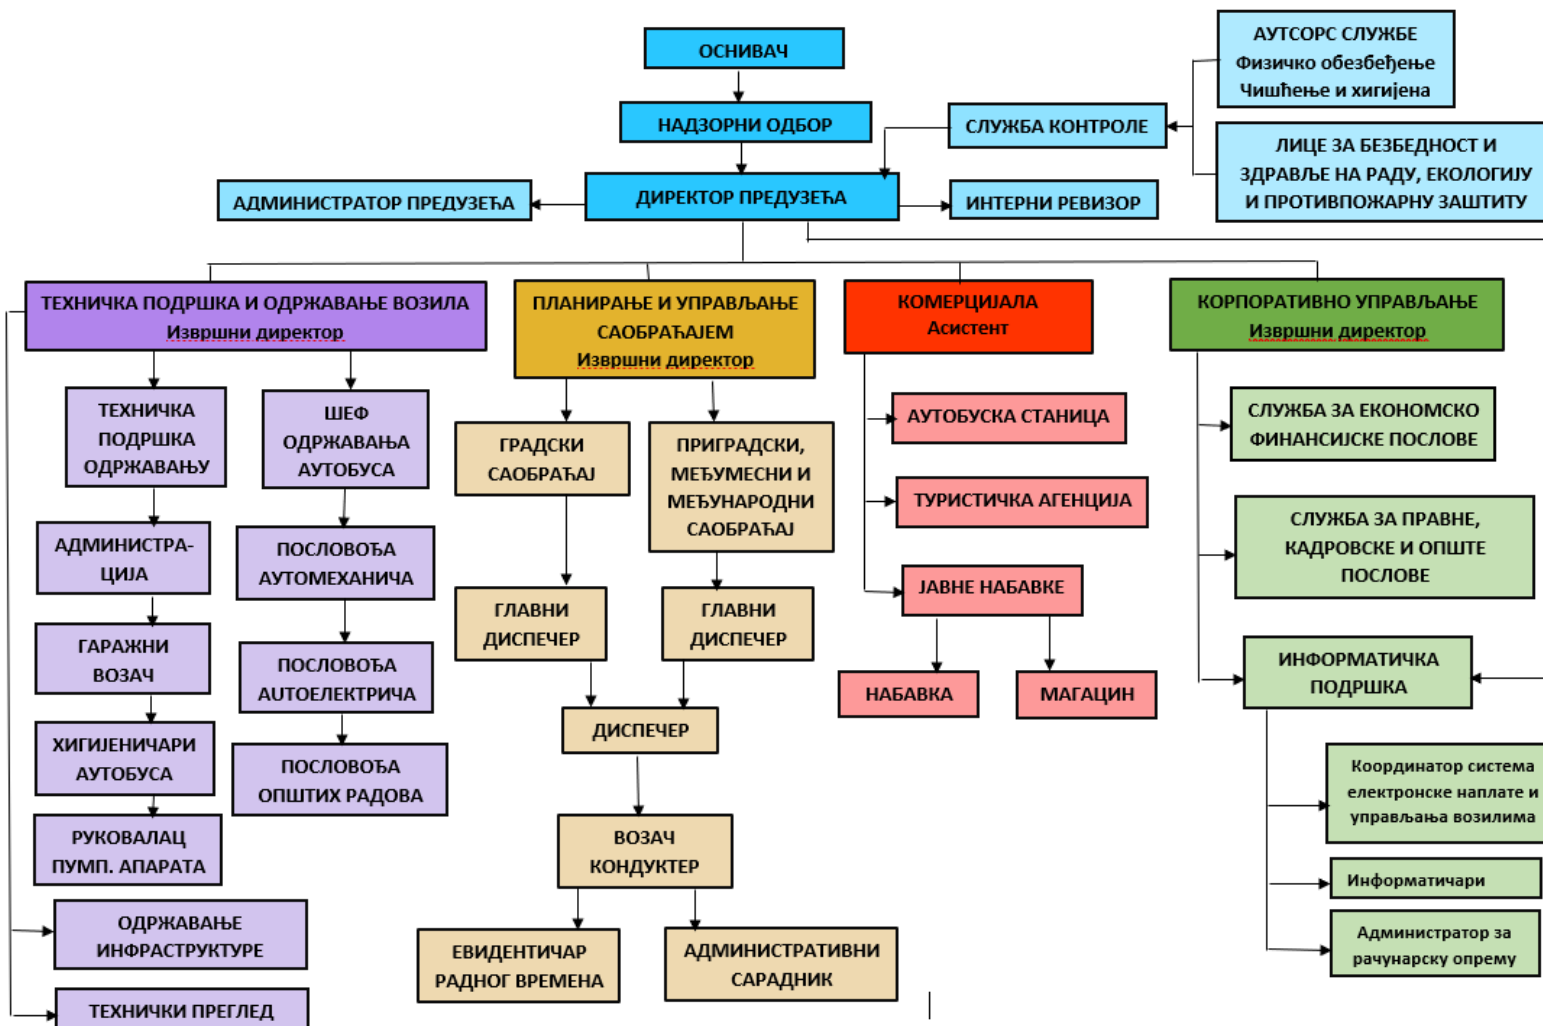 ОСНИВАЧ
НАДЗОРНИ ОДБОР
ДИРЕКТОР ПРЕДУЗЕЋА
АДМИНИСТРАТОР ПРЕДУЗЕЋА
ИНТЕРНИ РЕВИЗОР
СЛУЖБА КОНТРОЛЕ
АУТСОРС СЛУЖБЕ
Физичко обезбеђење
Чишћење и хигијена
ЛИЦЕ ЗА БЕЗБЕДНОСТ И
ЗДРАВЉЕ НА РАДУ, ЕКОЛОГИЈУ
И ПРОТИВПОЖАРНУ ЗАШТИТУ
ТЕХНИЧКА ПОДРШКА И ОДРЖАВАЊЕ ВОЗИЛА
Извршни директор
ТЕХНИЧКА
ПОДРШКА
ОДРЖАВАЊУ
АДМИНИСТРА-
ЦИЈА
ГАРАЖНИ
ВОЗАЧ
ХИГИЈЕНИЧАРИ
АУТОБУСА
РУКОВАЛАЦ
ПУМП. АПАРАТА
ОДРЖАВАЊЕ
ИНФРАСТРУКТУРЕ
ТЕХНИЧКИ ПРЕГЛЕД
ШЕФ
ОДРЖАВАЊА
АУТОБУСА
ПОСЛОВОЂА
АУТОМЕХАНИЧА
ПОСЛОВОЂА
АUТОЕЛЕКТРИЧА
ПОСЛОВОЂА
ОПШТИХ РАДОВА
ПЛАНИРАЊЕ И УПРАВЉАЊЕ
САОБРАЋАЈЕМ
Извршни директор
ГРАДСКИ
САОБРАЋАЈ
ПРИГРАДСКИ,
МЕЂУМЕСНИ И
МЕЂУНАРОДНИ
САОБРАЋАЈ
ГЛАВНИ
ДИСПЕЧЕР
ГЛАВНИ
ДИСПЕЧЕР
ДИСПЕЧЕР
ВОЗАЧ
КОНДУКТЕР
ЕВИДЕНТИЧАР
РАДНОГ ВРЕМЕНА
АДМИНИСТРАТИВНИ
САРАДНИК
КОМЕРЦИЈАЛА
Асистент
АУТОБУСКА СТАНИЦА
ТУРИСТИЧКА АГЕНЦИЈА
ЈАВНЕ НАБАВКЕ
НАБАВКА
МАГАЦИН
КОРПОРАТИВНО УПРАВЉАЊЕ
Извршни директор
СЛУЖБА ЗА ЕКОНОМСКО
ФИНАНСИЈСКЕ ПОСЛОВЕ
СЛУЖБА ЗА ПРАВНЕ,
КАДРОВСКЕ И ОПШТЕ
ПОСЛОВЕ
ИНФОРМАТИЧКА
ПОДРШКА
Координатор система
електронске наплате и
управљања возилима
Информатичари
Администратор за
рачунарску опрему